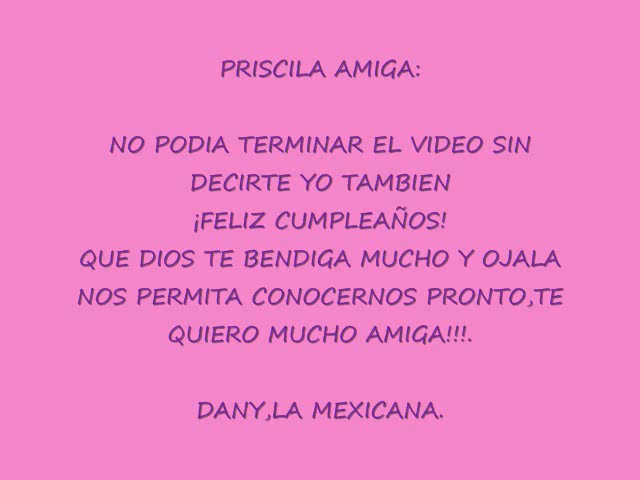 PRISCILA AMIGA:
NO PODIA TERMINAR EL VIDEO SIN
DECIRTE YO TAMBIEN
¡FELIZ CUMPLEAÑOS!
QUE DIOS TE BENDIGA MUCHO Y OJALA
NOS PERMITA CONOCERNOS PRONTO,TE
QUIERO MUCHO AMIGA!!!.
DANY,LA MEXICANA.